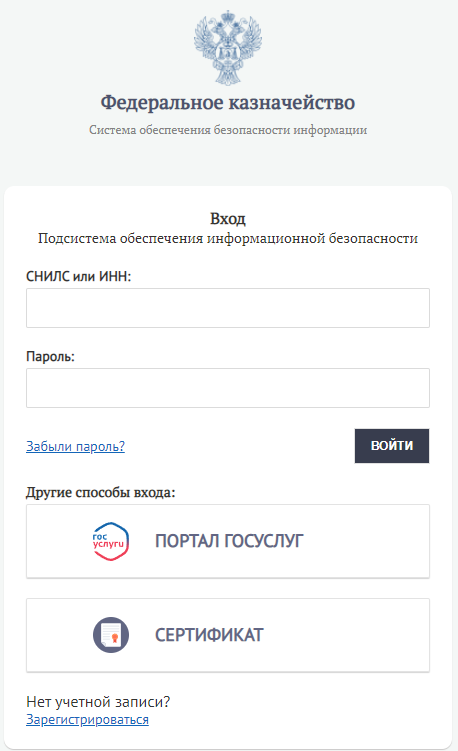 Федеральное казначейство
Система обеспечения безопасности информации
Вход
Подсистема обеспечения информационной безопасности
СНИЛС или ИНН:
Пароль:
Забыли пароль?
ВОЙТИ
Другие способы входа:
гос
услуги
ПОРТАЛ ГОСУСЛУГ
СЕРТИФИКАТ
Нет учетной записи?
Зарегистрироваться